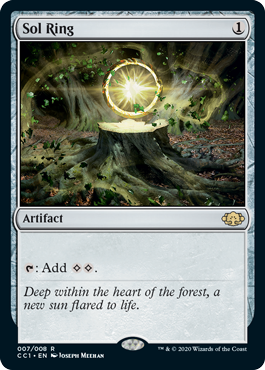 Sol Ring 1
Artifact
: Add .
Deep within the heart of the forest, a
new sun flared to life.
007/008 R
CC1 • EN Joseph Meehan
™ & © 2020 Wizards of the Coast